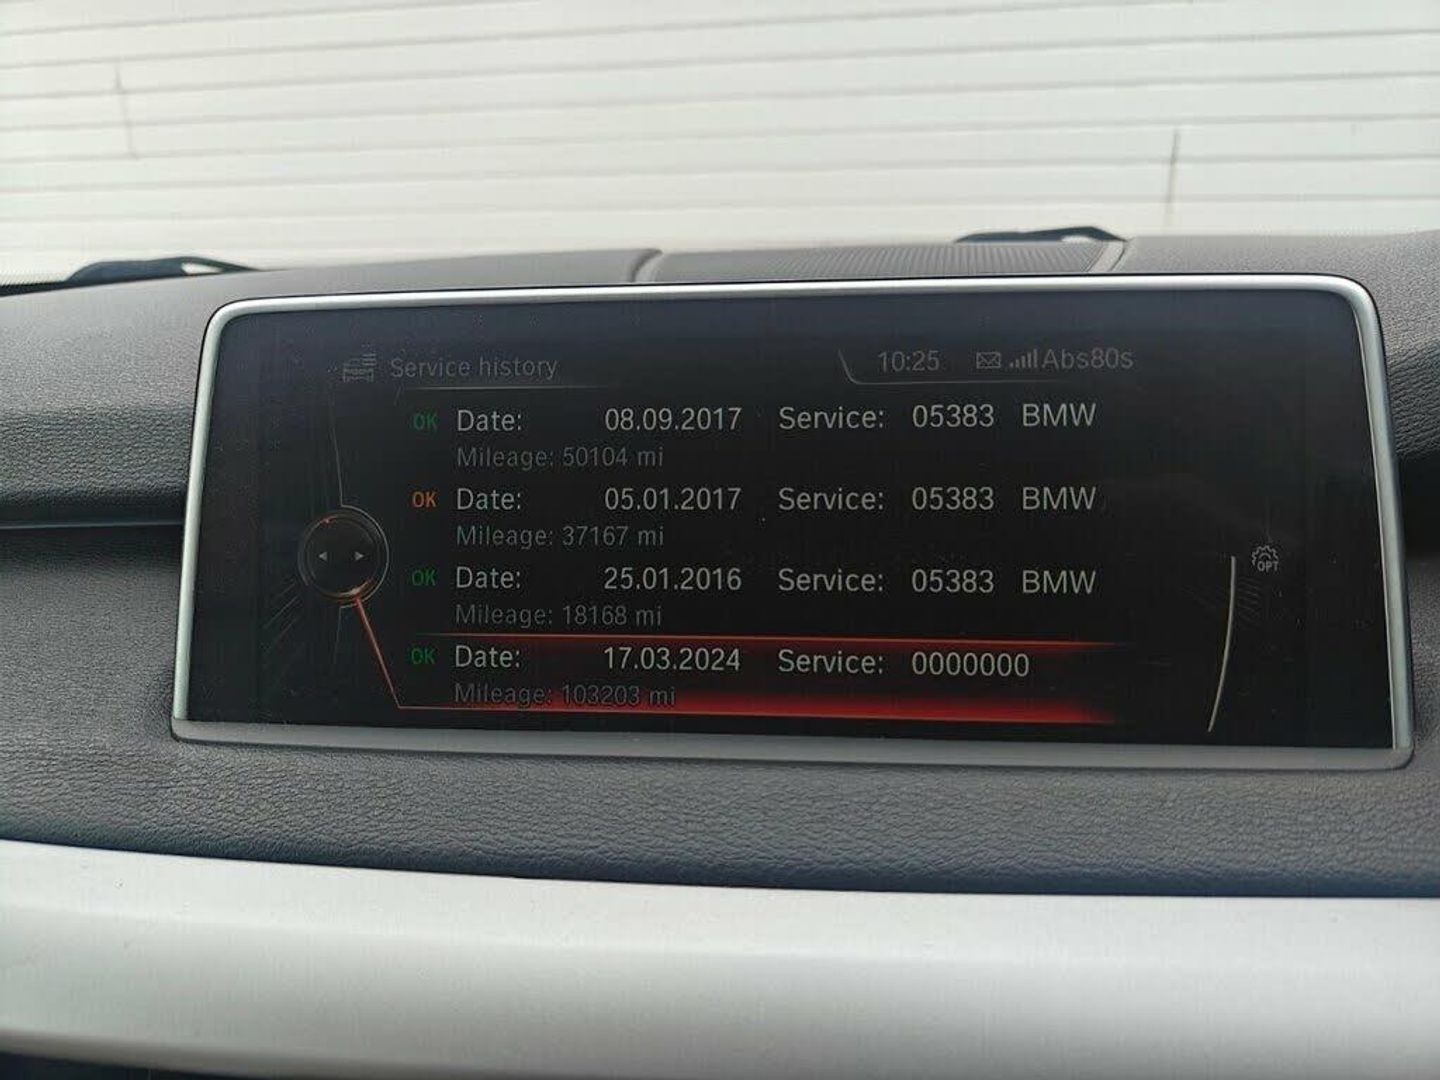 Service history 10:25 Abs80s
OK Date: 08.09.2017 Service: 05383 BMW
Mileage: 50104 mi
OK Date: 05.01.2017 Service: 05383 BMW
Mileage: 37167 mi
OK Date: 25.01.2016 Service: 05383 BMW
Mileage: 18168 mi
OPT
OK Date: 17.03.2024 Service: 0000000
Mileage: 103203 mi